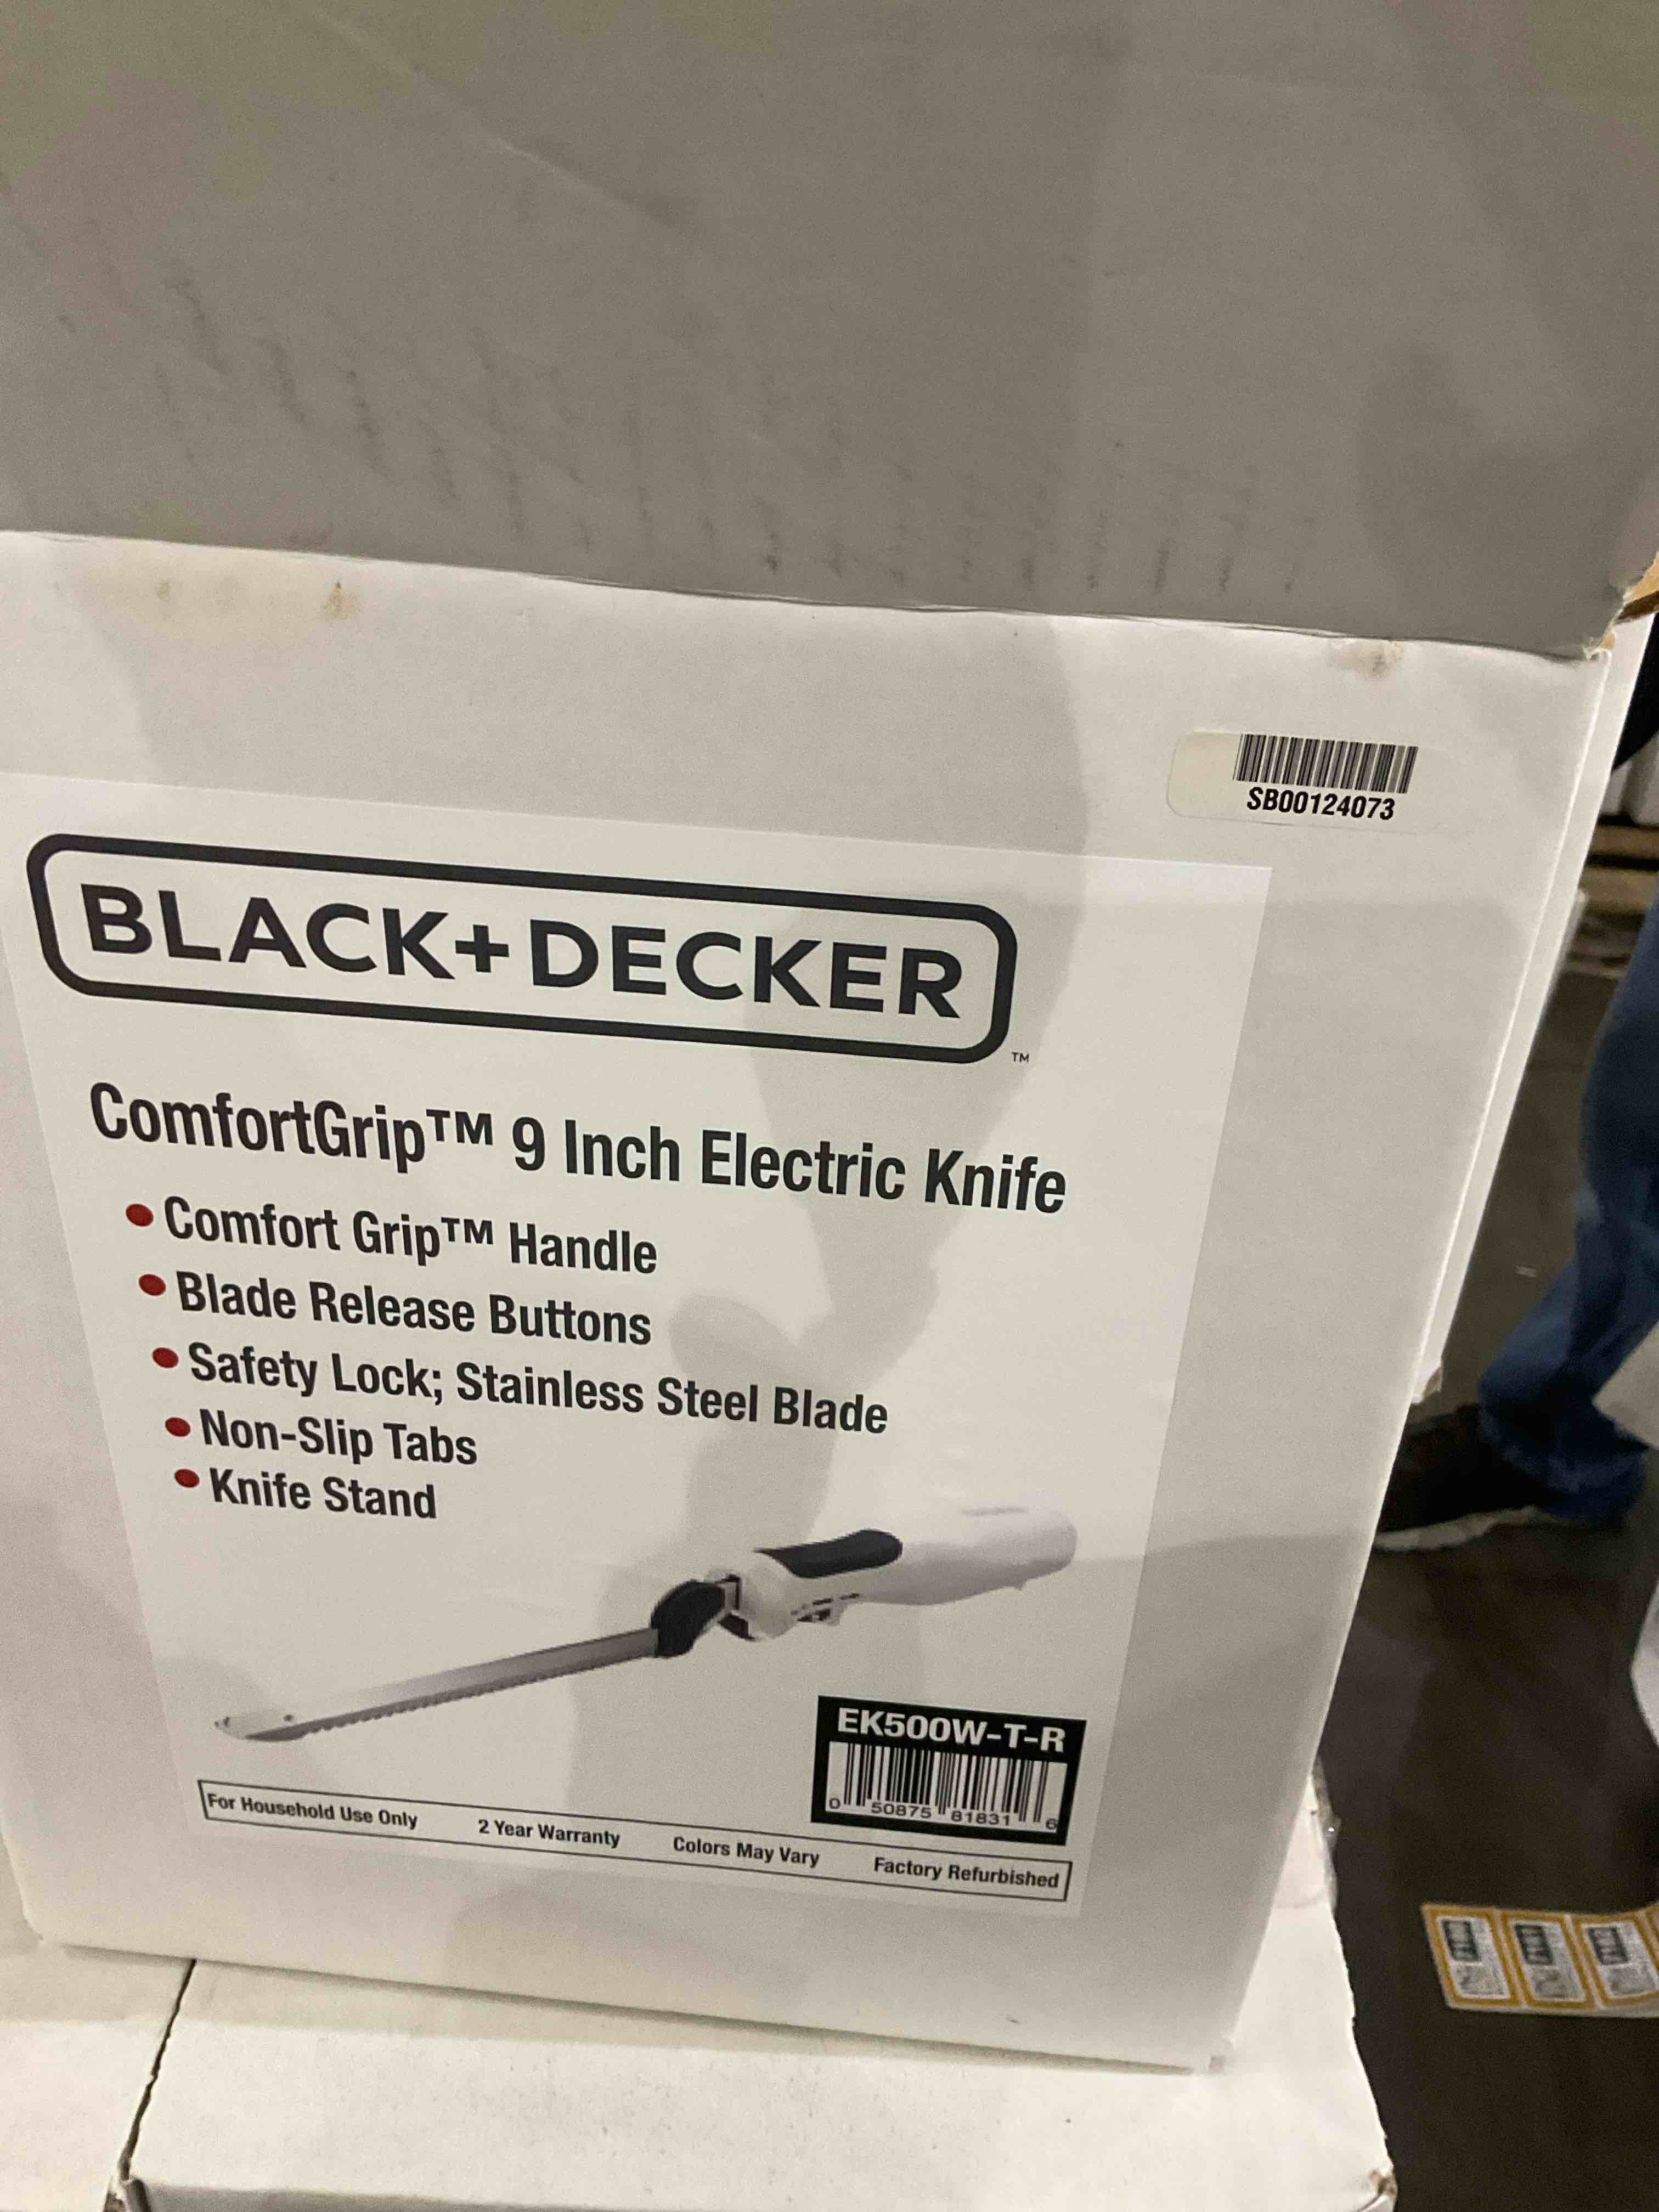 SB00124073
BLACK+DECKER
TM
ComfortGrip™ 9 Inch Electric Knife
• Comfort Grip™ Handle
• Blade Release Buttons
• Safety Lock; Stainless Steel Blade
• Non-Slip Tabs
• Knife Stand
EK500W-T-R
0 50875 81831 6
For Household Use Only 2 Year Warranty Colors May Vary Factory Refurbished